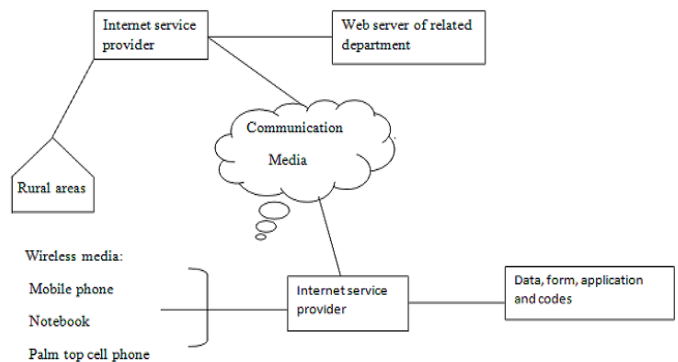 Internet service
provider
Web server of related
department
Communication
Media
Rural areas
Wireless media:
Mobile phone
Notebook
Palm top cell phone
Internet service
provider
Data, form, application
and codes